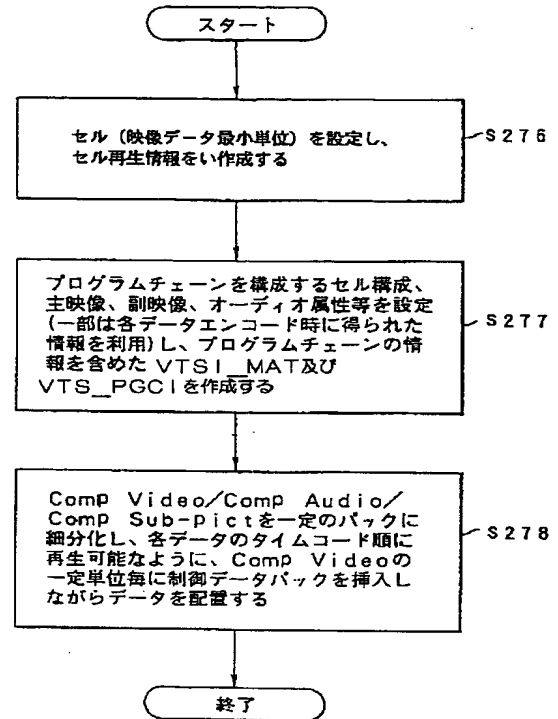 スタート
セル（映像データ最小単位）を設定し、
セル再生情報をい作成する
S276
プログラムチェーンを構成するセル構成、
主映像、副映像、オーディオ属性等を設定
(一部は各データエンコード時に得られた
情報を利用)し、プログラムチェーンの情
報を含めた VTSI_MAT及び
VTS_PGCIを作成する
S277
Comp Video/Comp Audio/
Comp Sub-pictを一定のパックに
細分化し、各データのタイムコード順に
再生可能なように、Comp Videoの
一定単位毎に制御データパックを挿入し
ながらデータを配置する
S278
終了